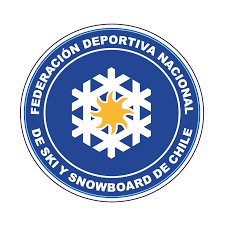 FEDERACIÓN DEPORTIVA NACIONAL
DE SKI Y SNOWBOARD DE CHILE